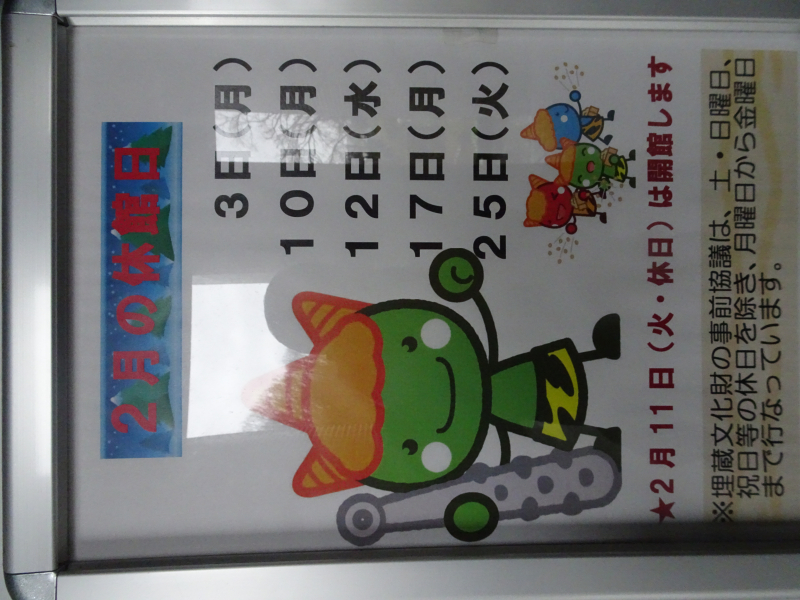 2月の休館日
3日(月)
10日(月)
12日(水)
17日(月)
25日(火)
★2月11日(火・休日)は開館します
※埋蔵文化財の事前協議は、土・日曜日、
祝日等の休日を除き、月曜日から金曜日
まで行なっています。